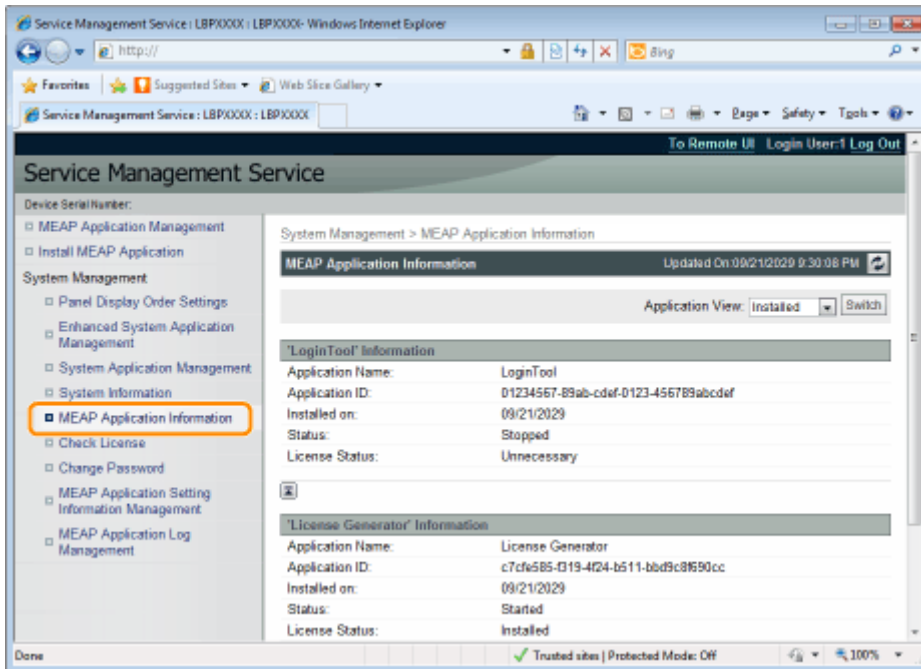 Service Management Service : LBPXXXX : LBPXXXX- Windows Internet Explorer
http://
Bing
Favorites Suggested Sites Web Slice Gallery
Service Management Service : LBPXXXX : LBPXXXX
Page Safety Tools
To Remote UI Login User:1 Log Out
Service Management Service
Device Serial Number:
MEAP Application Management
Install MEAP Application
System Management
Panel Display Order Settings
Enhanced System Application
Management
System Application Management
System Information
MEAP Application Information
Check License
Change Password
MEAP Application Setting
Information Management
MEAP Application Log
Management
System Management > MEAP Application Information
MEAP Application Information Updated On:09/21/2029 9:30:08 PM
Application View: Installed Switch
'LoginTool' Information
Application Name: LoginTool
Application ID: 01234567-89ab-cdef-0123-456789abcdef
Installed on: 09/21/2029
Status: Stopped
License Status: Unnecessary
'License Generator' Information
Application Name: License Generator
Application ID: c7cfe585-f319-4f24-b511-bbd9c8f690cc
Installed on: 09/21/2029
Status: Started
License Status: Installed
Done Trusted sites | Protected Mode: Off 100%